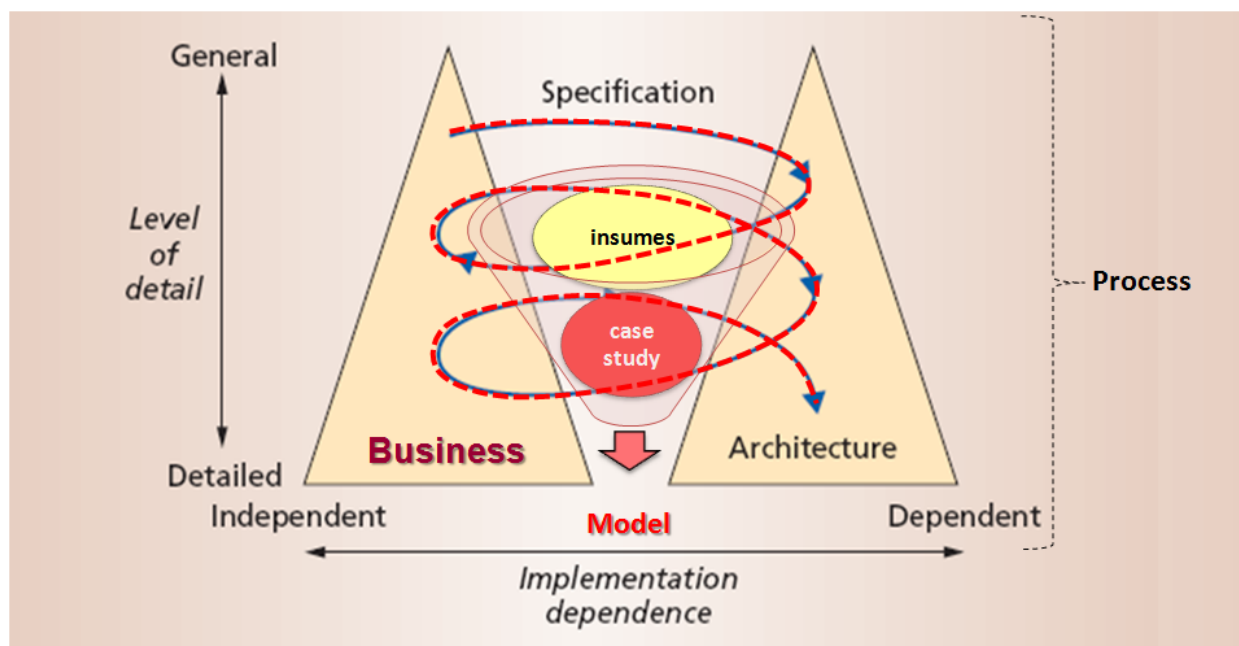 General
Specification
Level
of
detail
insumes
Process
case
study
Business
Architecture
Detailed
Independent
Model
Dependent
Implementation
dependence